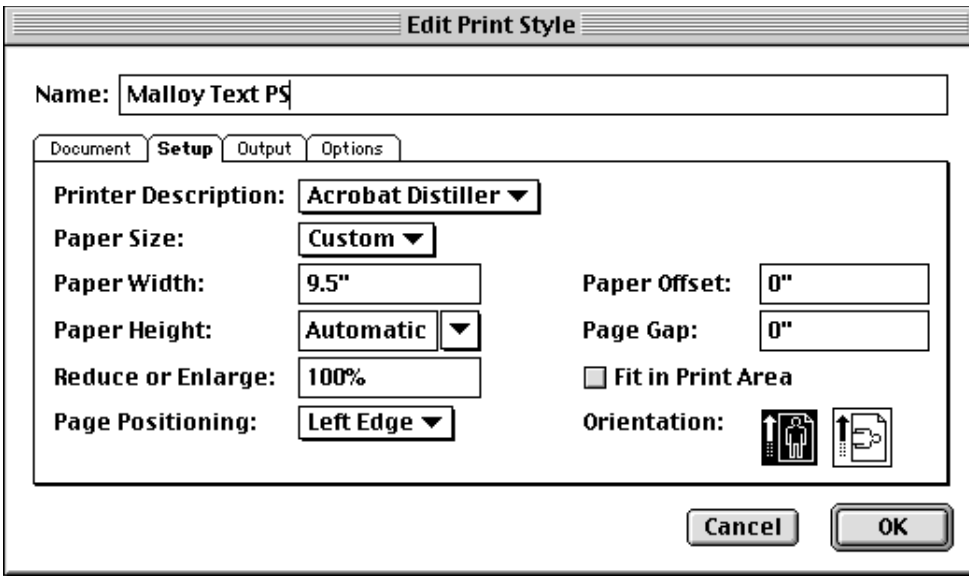 Edit Print Style
Name: Malloy Text PS
Document Setup Output Options
Printer Description: Acrobat Distiller
Paper Size: Custom
Paper Width: 9.5" Paper Offset: 0"
Paper Height: Automatic Page Gap: 0"
Reduce or Enlarge: 100% Fit in Print Area
Page Positioning: Left Edge Orientation:
Cancel OK